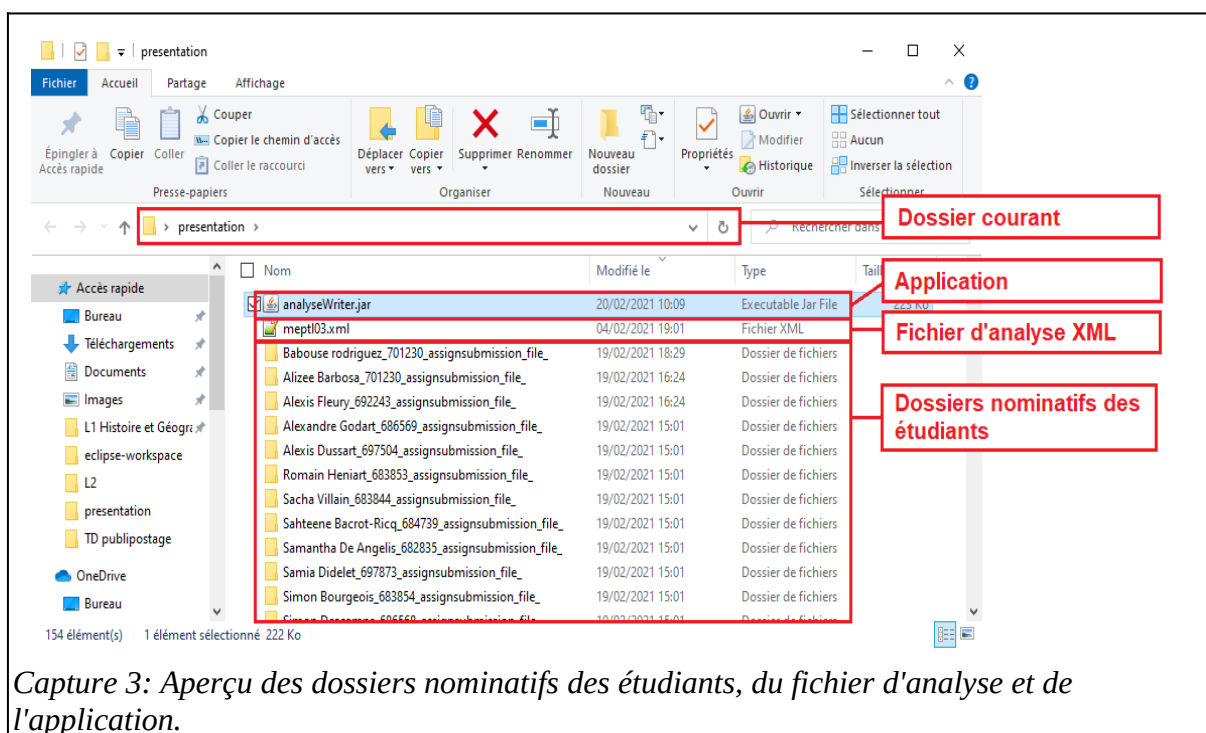 presentation
Fichier Accueil Partage Affichage
Couper
Copier le chemin d'accès
Coller le raccourci
Épingler à Accès rapide
Copier
Coller
Presse-papiers
Déplacer vers
Copier vers
Supprimer
Renommer
Organiser
Nouveau dossier
Nouveau
Propriétés
Ouvrir
Modifier
Historique
Ouvrir
Sélectionner tout
Aucun
Inverser la sélection
Sélectionner
presentation
Rechercher dans
Dossier courant
Nom Modifié le Type
Accès rapide
Bureau
Téléchargements
Documents
Images
L1 Histoire et Géogra
eclipse-workspace
L2
presentation
TD publipostage
OneDrive
Bureau
analyseWriter.jar 20/02/2021 10:09 Executable Jar File 223 Ko
meptl03.xml 04/02/2021 19:01 Fichier XML
Babouse rodriguez_701230_assignsubmission_file_ 19/02/2021 18:29 Dossier de fichiers
Alizee Barbosa_701230_assignsubmission_file_ 19/02/2021 16:24 Dossier de fichiers
Alexis Fleury_692243_assignsubmission_file_ 19/02/2021 16:24 Dossier de fichiers
Alexandre Godart_686569_assignsubmission_file_ 19/02/2021 15:01 Dossier de fichiers
Alexis Dussart_697504_assignsubmission_file_ 19/02/2021 15:01 Dossier de fichiers
Romain Heniart_683853_assignsubmission_file_ 19/02/2021 15:01 Dossier de fichiers
Sacha Villain_683844_assignsubmission_file_ 19/02/2021 15:01 Dossier de fichiers
Sahteene Bacrot-Ricq_684739_assignsubmission_file_ 19/02/2021 15:01 Dossier de fichiers
Samantha De Angelis_682835_assignsubmission_file_ 19/02/2021 15:01 Dossier de fichiers
Samia Didelet_697873_assignsubmission_file_ 19/02/2021 15:01 Dossier de fichiers
Simon Bourgeois_683854_assignsubmission_file_ 19/02/2021 15:01 Dossier de fichiers
Application
Fichier d'analyse XML
Dossiers nominatifs des
étudiants
154 élément(s) 1 élément sélectionné 222 Ko
Capture 3: Aperçu des dossiers nominatifs des étudiants, du fichier d'analyse et de
l'application.